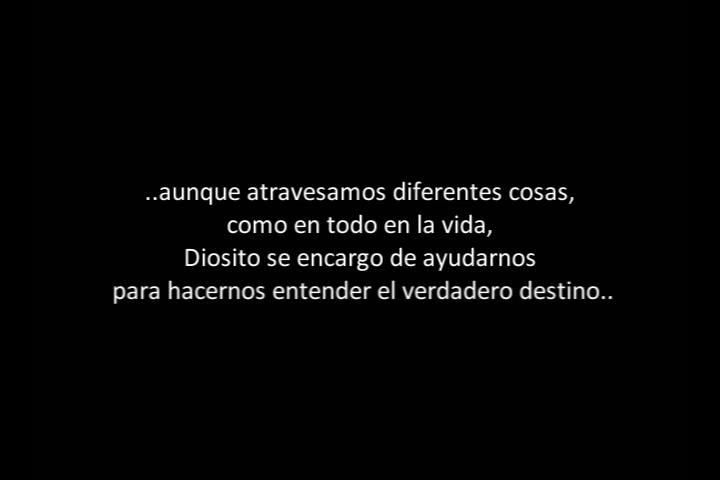 ..aunque atravesamos diferentes cosas,
como en todo en la vida,
Diosito se encargo de ayudarnos
para hacernos entender el verdadero destino..